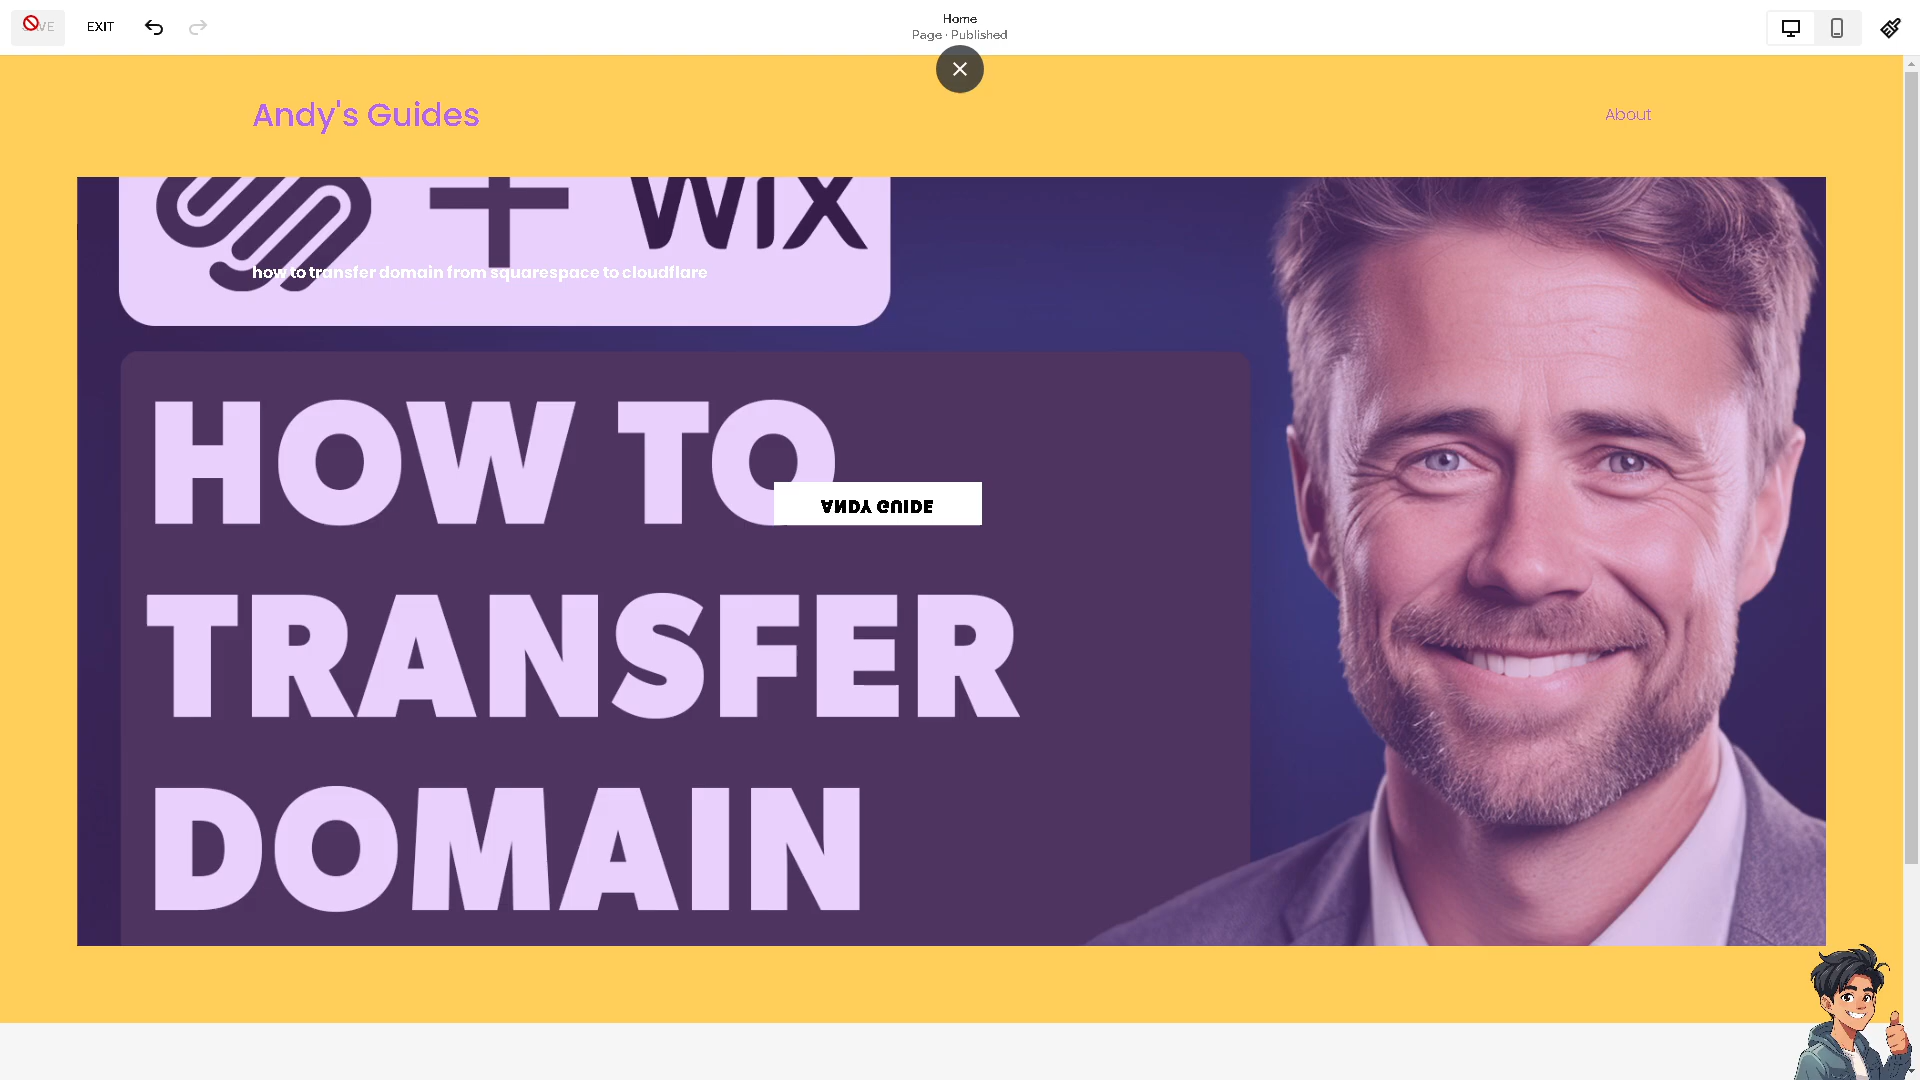 SAVE
EXIT
Home
Page · Published
Andy's Guides
About
WIX
how to transfer domain from squarespace to cloudflare
HOW TO
ANDY GUIDE
TRANSFER
DOMAIN